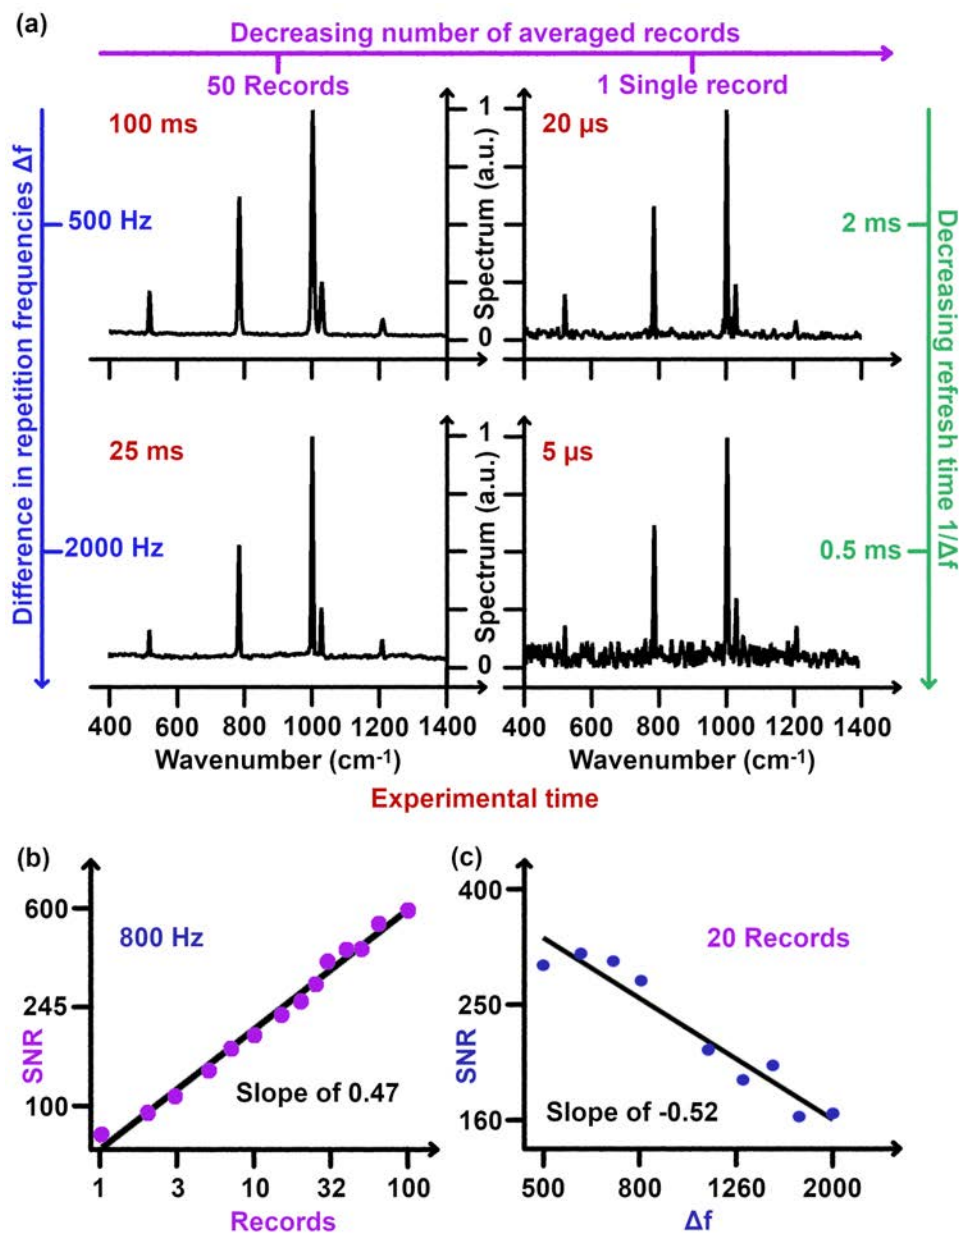 (a)
Decreasing number of averaged records
50 Records
1 Single record
Difference in repetition frequencies Δf
500 Hz
2000 Hz
100 ms
1
Spectrum (a.u.)
0
20 µs
2 ms
0.5 ms
Decreasing refresh time 1/Δf
25 ms
1
Spectrum (a.u.)
0
5 µs
400 600 800 1000 1200 1400
400 600 800 1000 1200 1400
Wavenumber (cm-1)
Wavenumber (cm-1)
Experimental time
(b)
600
245
100
SNR
800 Hz
Slope of 0.47
1 3 10 32 100
Records
(c)
400
250
160
SNR
20 Records
Slope of -0.52
500 800 1260 2000
Δf